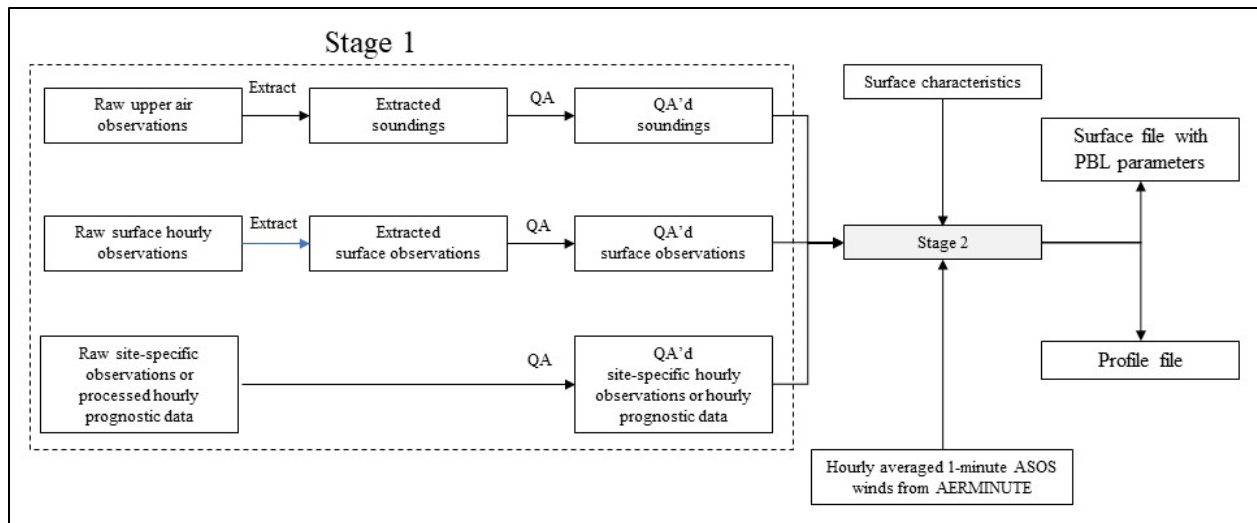 Stage 1
Raw upper air
observations
Extract
Extracted
soundings
QA
QA'd
soundings
Raw surface hourly
observations
Extract
Extracted
surface observations
QA
QA'd
surface observations
Raw site-specific
observations or
processed hourly
prognostic data
QA
QA'd
site-specific hourly
observations or hourly
prognostic data
Surface characteristics
Stage 2
Hourly averaged 1-minute ASOS
winds from AERMINUTE
Surface file with
PBL parameters
Profile file